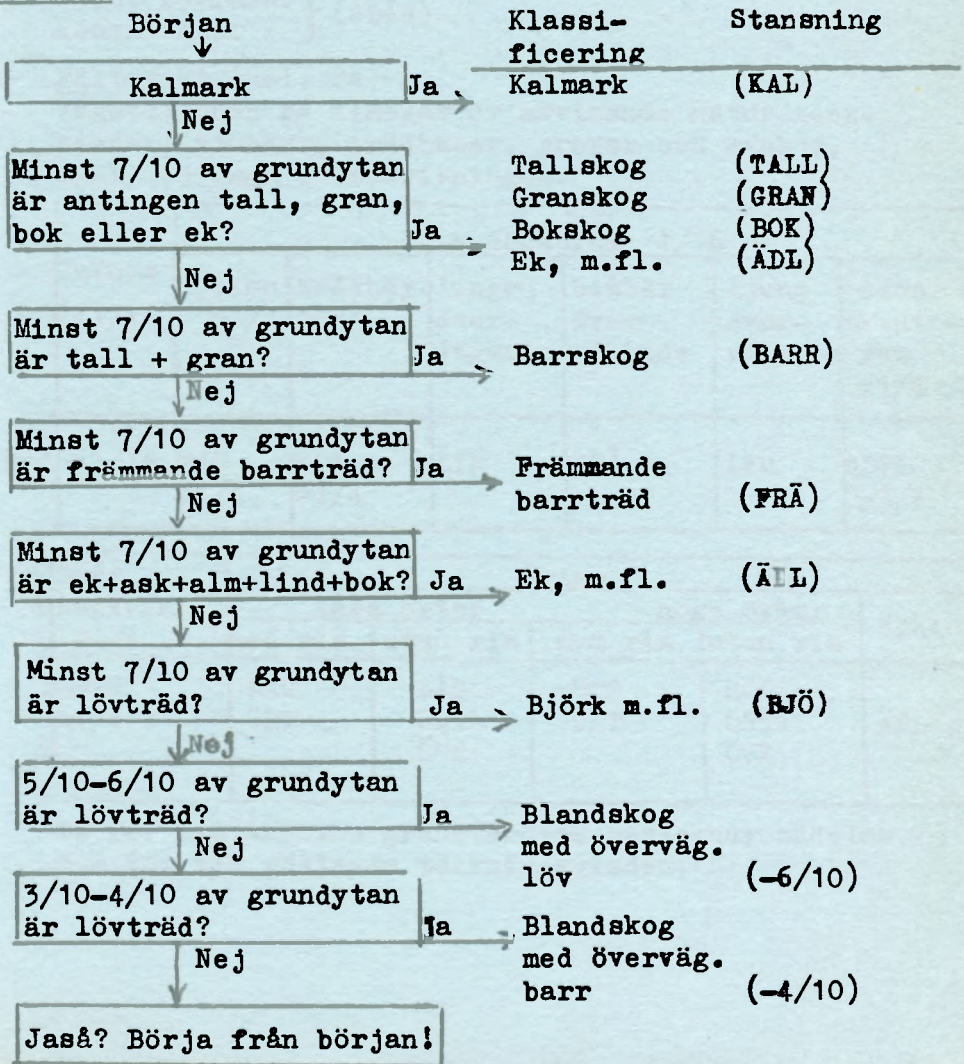 Början Klassi- Stansning
ficering
Kalmark Ja Kalmark (KAL)
Nej
Minst 7/10 av grundytan Tallskog (TALL)
är antingen tall, gran, Granskog (GRAN)
bok eller ek? Ja Bokskog (BOK)
Ek, m.fl. (ÄDL)
Nej
Minst 7/10 av grundytan
är tall + gran? Ja Barrskog (BARR)
Nej
Minst 7/10 av grundytan
är främmande barrträd? Ja Främmande
barrträd (FRÄ)
Nej
Minst 7/10 av grundytan
är ek+ask+alm+lind+bok? Ja Ek, m.fl. (ÄDL)
Nej
Minst 7/10 av grundytan
är lövträd? Ja Björk m.fl. (BJÖ)
Nej
5/10-6/10 av grundytan
är lövträd? Ja Blandskog
Nej med överväg.
löv (-6/10)
3/10-4/10 av grundytan
är lövträd? Ja Blandskog
Nej med överväg.
barr (-4/10)
Jaså? Börja från början!